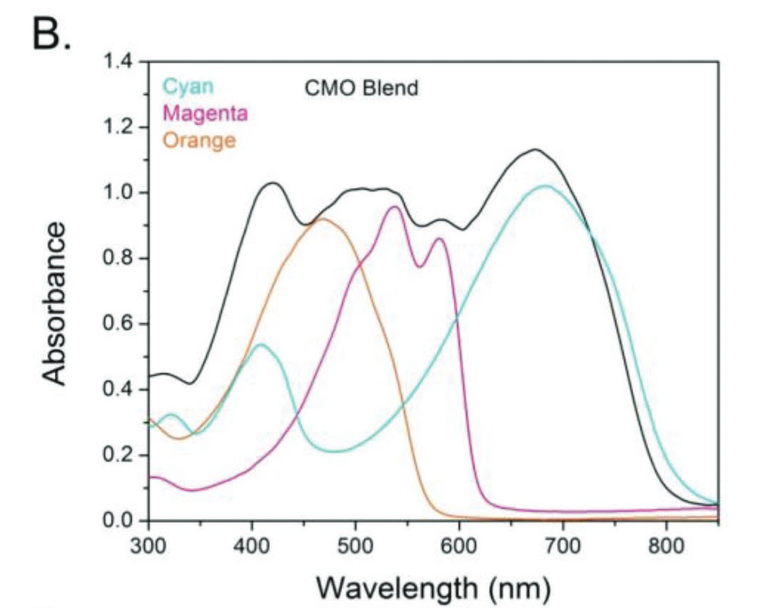 B.
1.4
Cyan
CMO Blend
Magenta
1.2
Orange
1.0
0.8
0.6
0.4
0.2
0.0
Absorbance
300 400 500 600 700 800
Wavelength (nm)